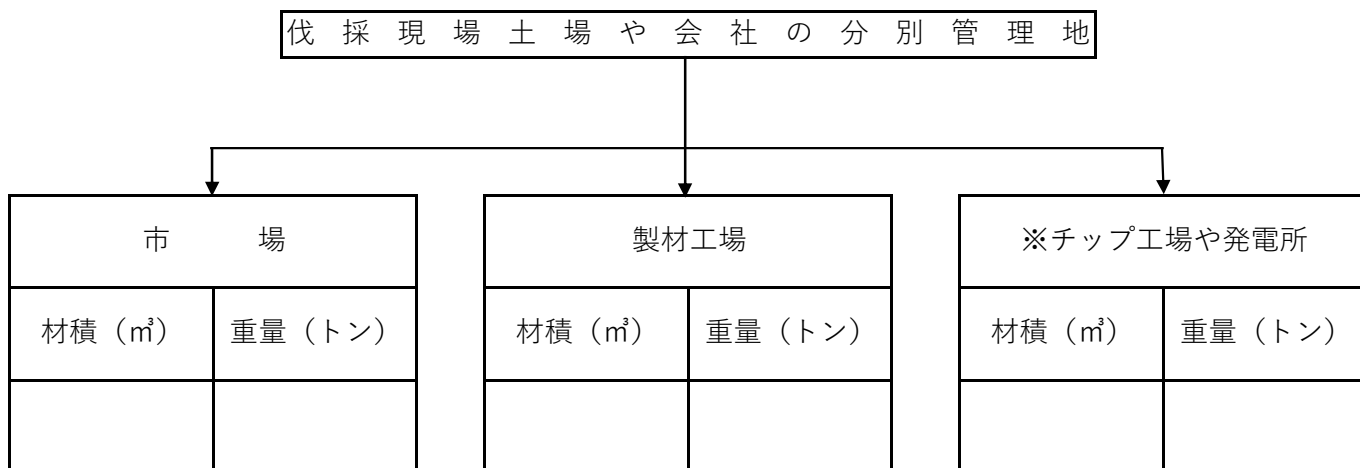 伐採現場土場や会社の分別管理地
市場 製材工場 ※チップ工場や発電所
材積（㎥） 重量（トン） 材積（㎥） 重量（トン） 材積（㎥） 重量（トン）